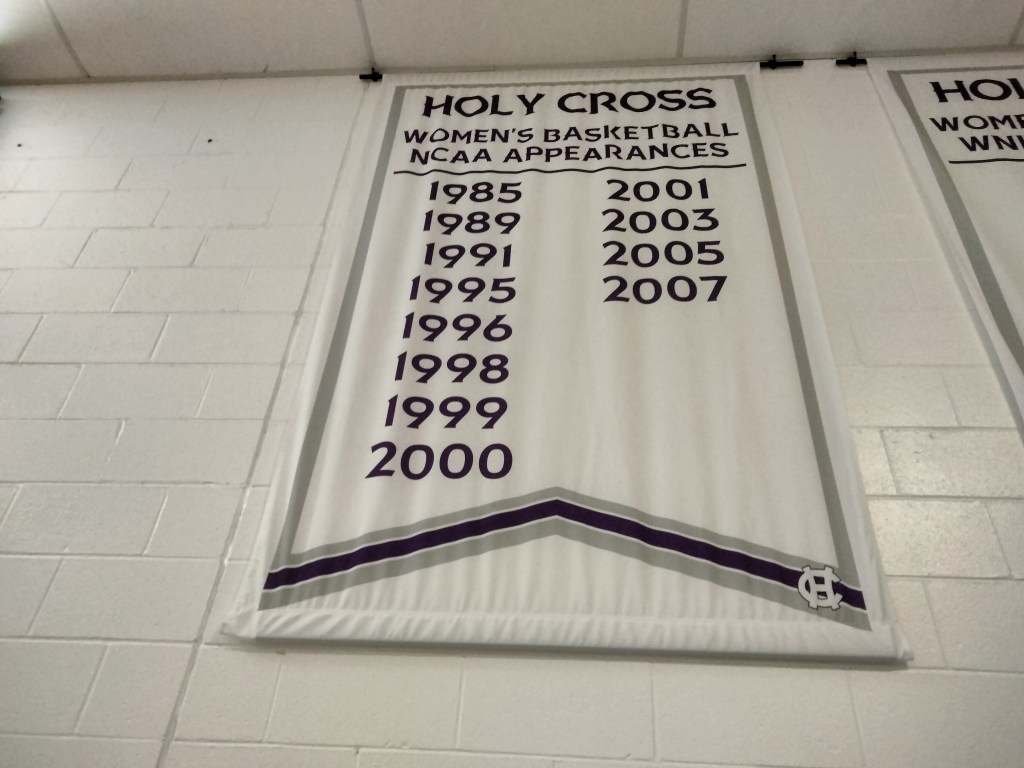 HOLY CROSS
WOMEN'S BASKETBALL
NCAA APPEARANCES
1985 2001
1989 2003
1991 2005
1995 2007
1996
1998
1999
2000
HC